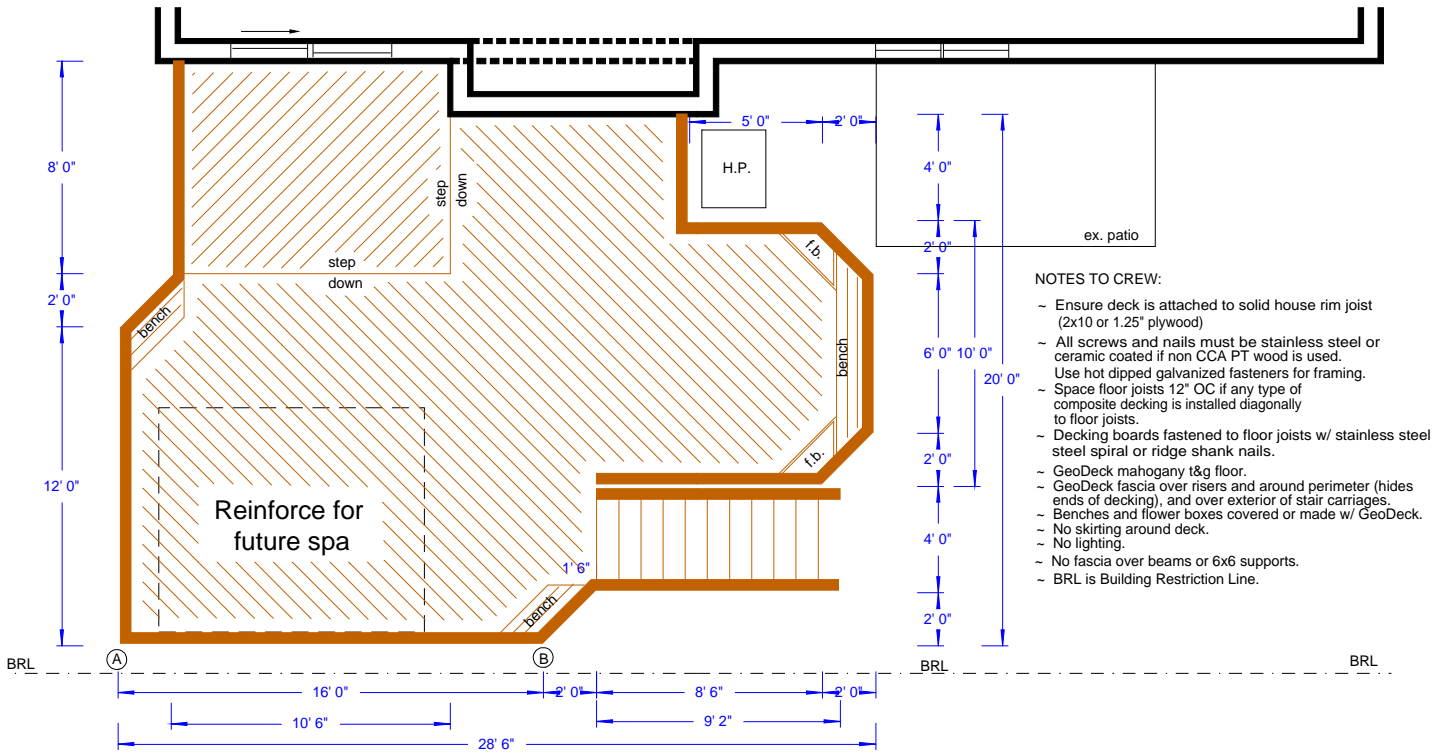 5' 0"
2' 0"
H.P.
4' 0"
8' 0"
step
down
ex. patio
2' 0"
f.b.
step
down
NOTES TO CREW:
2' 0"
bench
~ Ensure deck is attached to solid house rim joist
(2x10 or 1.25" plywood)
~ All screws and nails must be stainless steel or
ceramic coated if non CCA PT wood is used.
Use hot dipped galvanized fasteners for framing.
~ Space floor joists 12" OC if any type of
composite decking is installed diagonally
to floor joists.
~ Decking boards fastened to floor joists w/ stainless steel
steel spiral or ridge shank nails.
~ GeoDeck mahogany t&g floor.
~ GeoDeck fascia over risers and around perimeter (hides
ends of decking), and over exterior of stair carriages.
~ Benches and flower boxes covered or made w/ GeoDeck.
~ No skirting around deck.
~ No lighting.
~ No fascia over beams or 6x6 supports.
~ BRL is Building Restriction Line.
bench
6' 0"
10' 0"
20' 0"
f.b.
2' 0"
12' 0"
Reinforce for
future spa
4' 0"
1' 6"
bench
2' 0"
A
B
BRL
BRL
BRL
16' 0"
2' 0"
8' 6"
2' 0"
10' 6"
9' 2"
28' 6"